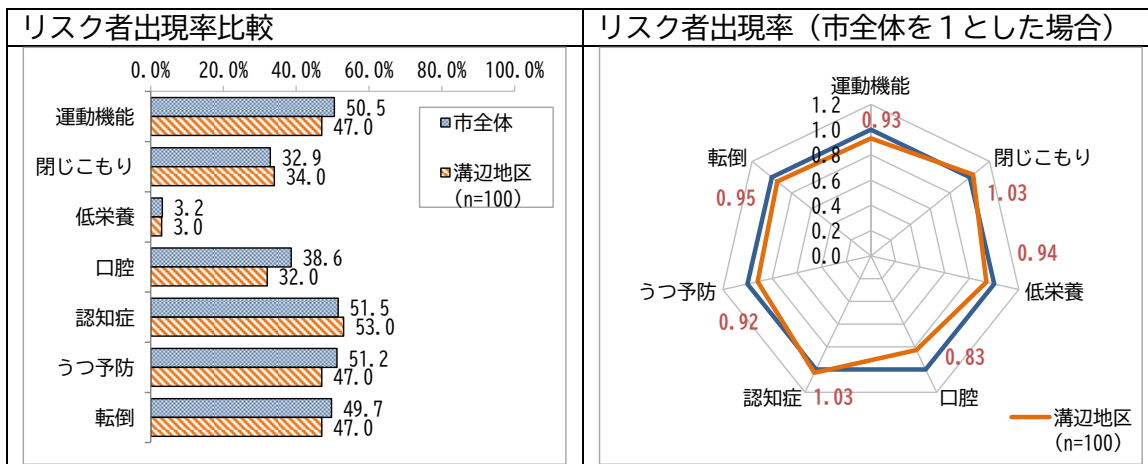 リスク者出現率比較
0.0% 20.0% 40.0% 60.0% 80.0% 100.0%
運動機能 50.5
47.0
閉じこもり 32.9
34.0
低栄養 3.2
3.0
口腔 38.6
32.0
認知症 51.5
53.0
うつ予防 51.2
47.0
転倒 49.7
47.0
市全体
溝辺地区
(n=100)
リスク者出現率（市全体を１とした場合）
運動機能
1.2
1.0
0.8
0.6
0.4
0.2
0.0
0.93
閉じこもり
1.03
0.94
低栄養
0.83
口腔
認知症 1.03
うつ予防
0.92
転倒
0.95
溝辺地区
(n=100)